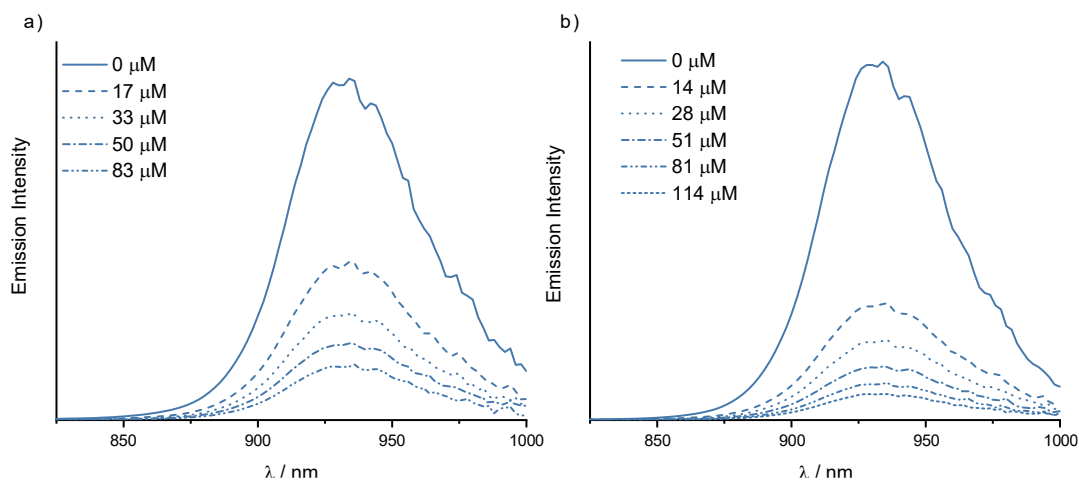 a)
0 μM
17 μM
33 μM
50 μM
83 μM
Emission Intensity
850 900 950 1000
λ / nm
b)
0 μM
14 μM
28 μM
51 μM
81 μM
114 μM
Emission Intensity
850 900 950 1000
λ / nm